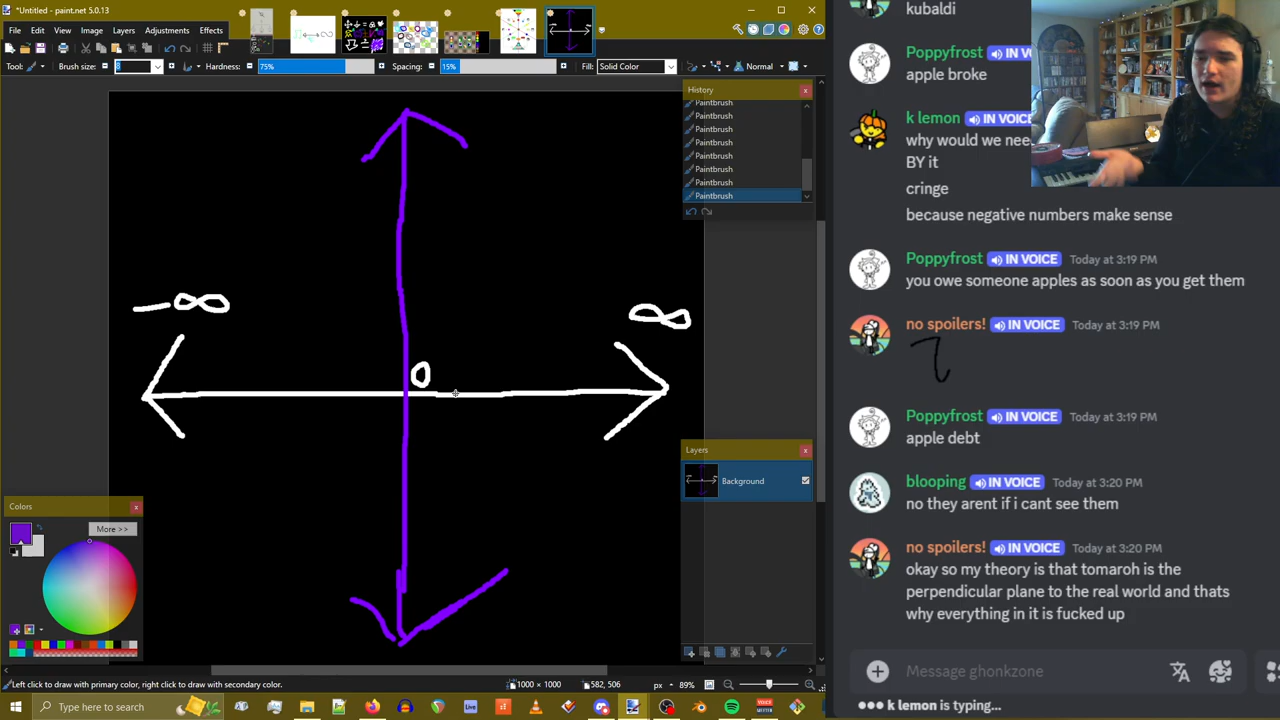 *Untitled - paint.net 5.0.13
File Edit View Image Layers Adjustments Effects
Tool: Brush size: 8 Hardness: 75% Spacing: 15% Fill: Solid Color Normal
History
Paintbrush
Paintbrush
Paintbrush
Paintbrush
Paintbrush
Paintbrush
Paintbrush
Paintbrush
-∞
∞
0
Layers
Background
Colors
More >>
Left click to draw with primary color, right click to draw with secondary color.
1000 × 1000
582, 506
px
89%
Type here to search
Live
kubaldi
Poppyfrost IN VOICE
apple broke
k lemon IN VOICE
why would we nee
BY it
cringe
because negative numbers make sense
Poppyfrost IN VOICE Today at 3:19 PM
you owe someone apples as soon as you get them
no spoilers! IN VOICE Today at 3:19 PM
Poppyfrost IN VOICE Today at 3:19 PM
apple debt
blooping IN VOICE Today at 3:20 PM
no they arent if i cant see them
no spoilers! IN VOICE Today at 3:20 PM
okay so my theory is that tomaroh is the
perpendicular plane to the real world and thats
why everything in it is fucked up
Message ghonkzone
k lemon is typing...